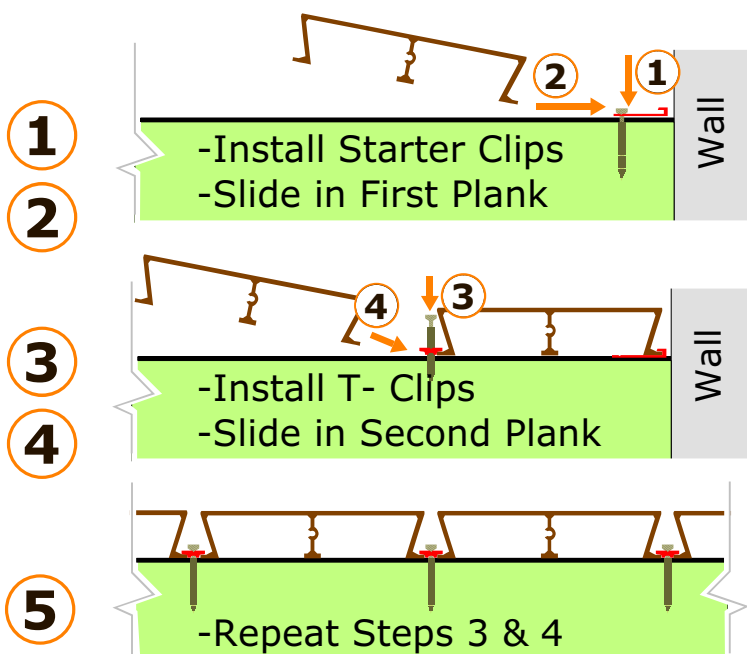 2
1
1
Wall
-Install Starter Clips
2
-Slide in First Plank
4
3
3
Wall
-Install T- Clips
4
-Slide in Second Plank
5
-Repeat Steps 3 & 4